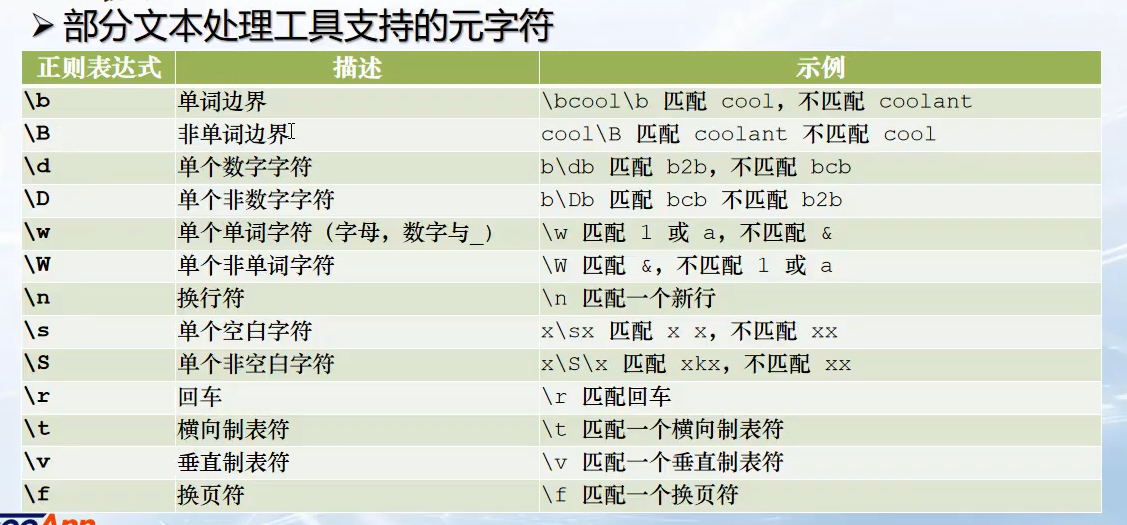 ➢ 部分文本处理工具支持的元字符
正则表达式 描述 示例
\b 单词边界 \bcool\b 匹配 cool，不匹配 coolant
\B 非单词边界 cool\B 匹配 coolant 不匹配 cool
\d 单个数字字符 b\db 匹配 b2b，不匹配 bcb
\D 单个非数字字符 b\Db 匹配 bcb 不匹配 b2b
\w 单个单词字符（字母，数字与_） \w 匹配 1 或 a，不匹配 &
\W 单个非单词字符 \W 匹配 &，不匹配 1 或 a
\n 换行符 \n 匹配一个新行
\s 单个空白字符 x\sx 匹配 x x，不匹配 xx
\S 单个非空白字符 x\S\x 匹配 xkx，不匹配 xx
\r 回车 \r 匹配回车
\t 横向制表符 \t 匹配一个横向制表符
\v 垂直制表符 \v 匹配一个垂直制表符
\f 换页符 \f 匹配一个换页符